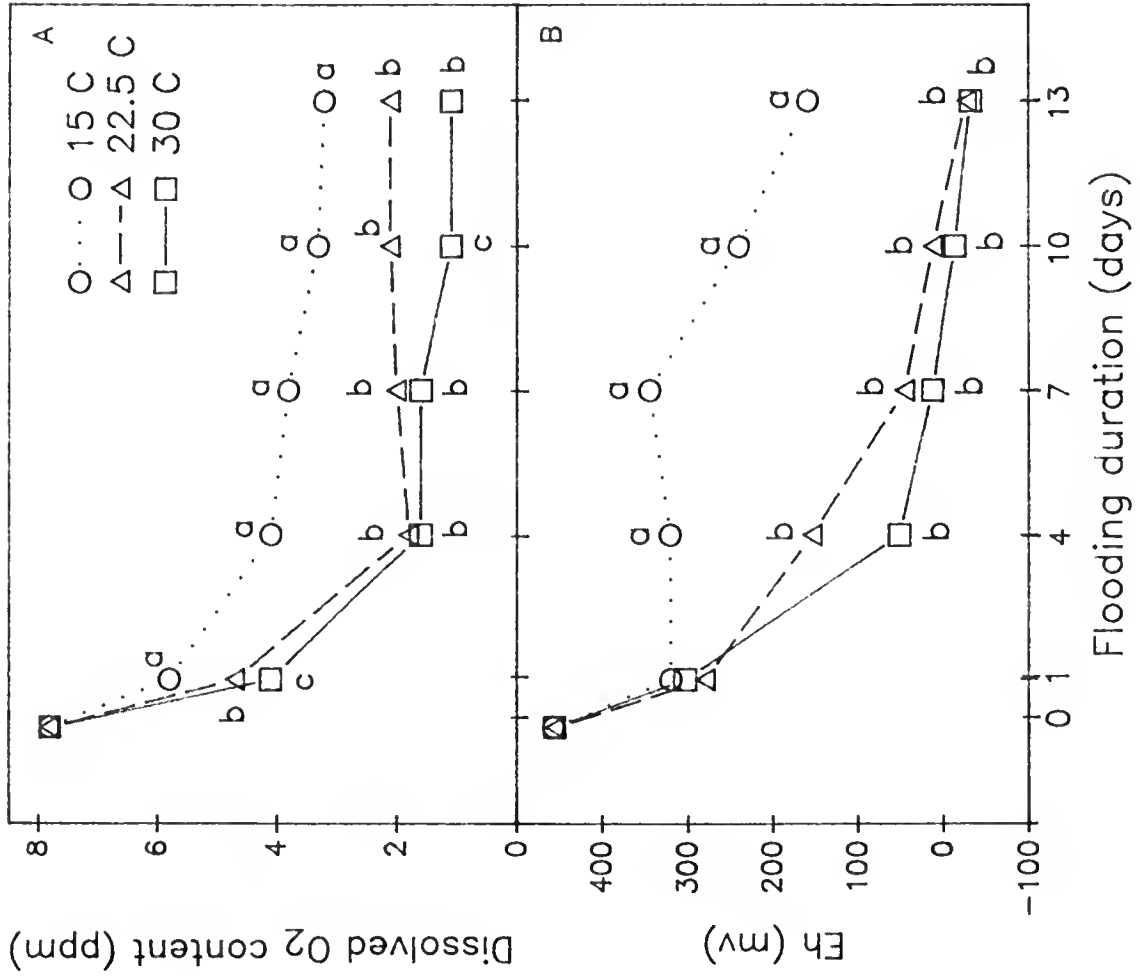 A
15 C
22.5 C
30 C
Dissolved O2 content (ppm)
8
6
4
2
0
a
a
a
a
a
b
b
b
b
b
c
b
b
c
b
B
Eh (mv)
400
300
200
100
0
-100
a
a
a
a
b
b
b
b
b
b
b
b
0
1
4
7
10
13
Flooding duration (days)